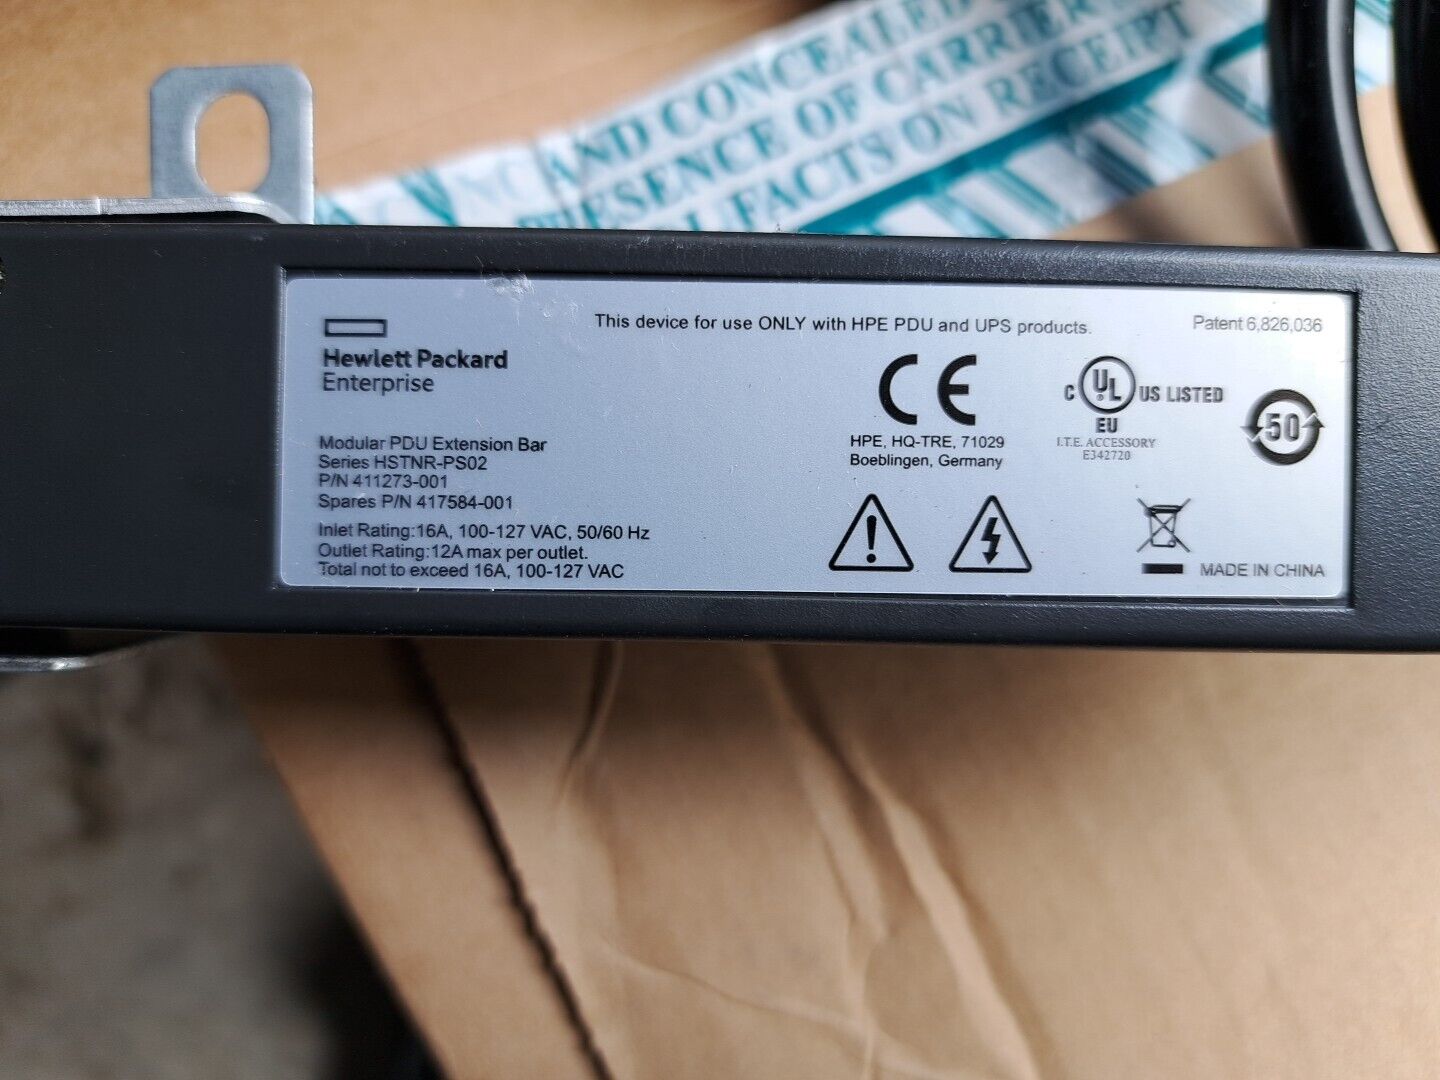 AND CONCEALED
PRESENCE OF CARRIER
FACTS ON RECEIPT
This device for use ONLY with HPE PDU and UPS products.
Patent 6,826,036
Hewlett Packard
Enterprise
Modular PDU Extension Bar
Series HSTNR-PS02
P/N 411273-001
Spares P/N 417584-001
Inlet Rating:16A, 100-127 VAC, 50/60 Hz
Outlet Rating:12A max per outlet.
Total not to exceed 16A, 100-127 VAC
CE
HPE, HQ-TRE, 71029
Boeblingen, Germany
C UL US LISTED
EU
I.T.E. ACCESSORY
E342720
50
MADE IN CHINA